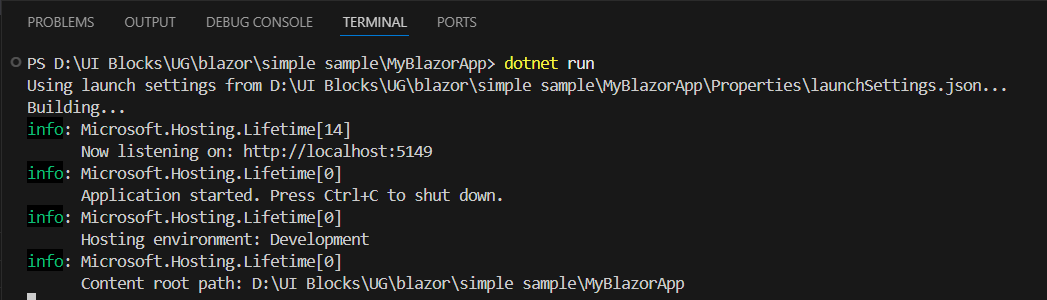 PROBLEMS OUTPUT DEBUG CONSOLE TERMINAL PORTS
PS D:\UI Blocks\UG\blazor\simple sample\MyBlazorApp> dotnet run
Using launch settings from D:\UI Blocks\UG\blazor\simple sample\MyBlazorApp\Properties\launchSettings.json...
Building...
info: Microsoft.Hosting.Lifetime[14]
Now listening on: http://localhost:5149
info: Microsoft.Hosting.Lifetime[0]
Application started. Press Ctrl+C to shut down.
info: Microsoft.Hosting.Lifetime[0]
Hosting environment: Development
info: Microsoft.Hosting.Lifetime[0]
Content root path: D:\UI Blocks\UG\blazor\simple sample\MyBlazorApp